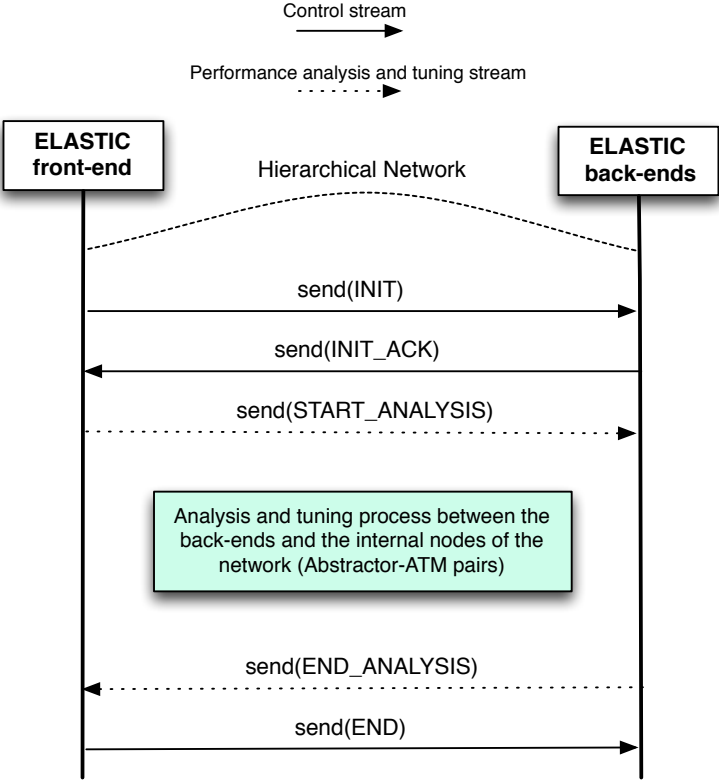 Control stream
Performance analysis and tuning stream
ELASTIC
front-end
ELASTIC
back-ends
Hierarchical Network
send(INIT)
send(INIT_ACK)
send(START_ANALYSIS)
Analysis and tuning process between the
back-ends and the internal nodes of the
network (Abstractor-ATM pairs)
send(END_ANALYSIS)
send(END)